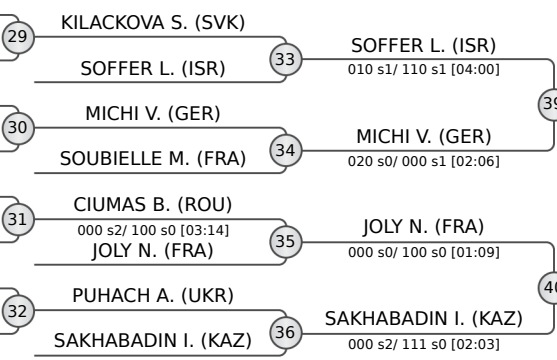 29
KILACKOVA S. (SVK)
SOFFER L. (ISR)
33
SOFFER L. (ISR)
010 s1/ 110 s1 [04:00]
39
30
MICHI V. (GER)
SOUBIELLE M. (FRA)
34
MICHI V. (GER)
020 s0/ 000 s1 [02:06]
31
CIUMAS B. (ROU)
000 s2/ 100 s0 [03:14]
JOLY N. (FRA)
35
JOLY N. (FRA)
000 s0/ 100 s0 [01:09]
40
32
PUHACH A. (UKR)
SAKHABADIN I. (KAZ)
36
SAKHABADIN I. (KAZ)
000 s2/ 111 s0 [02:03]